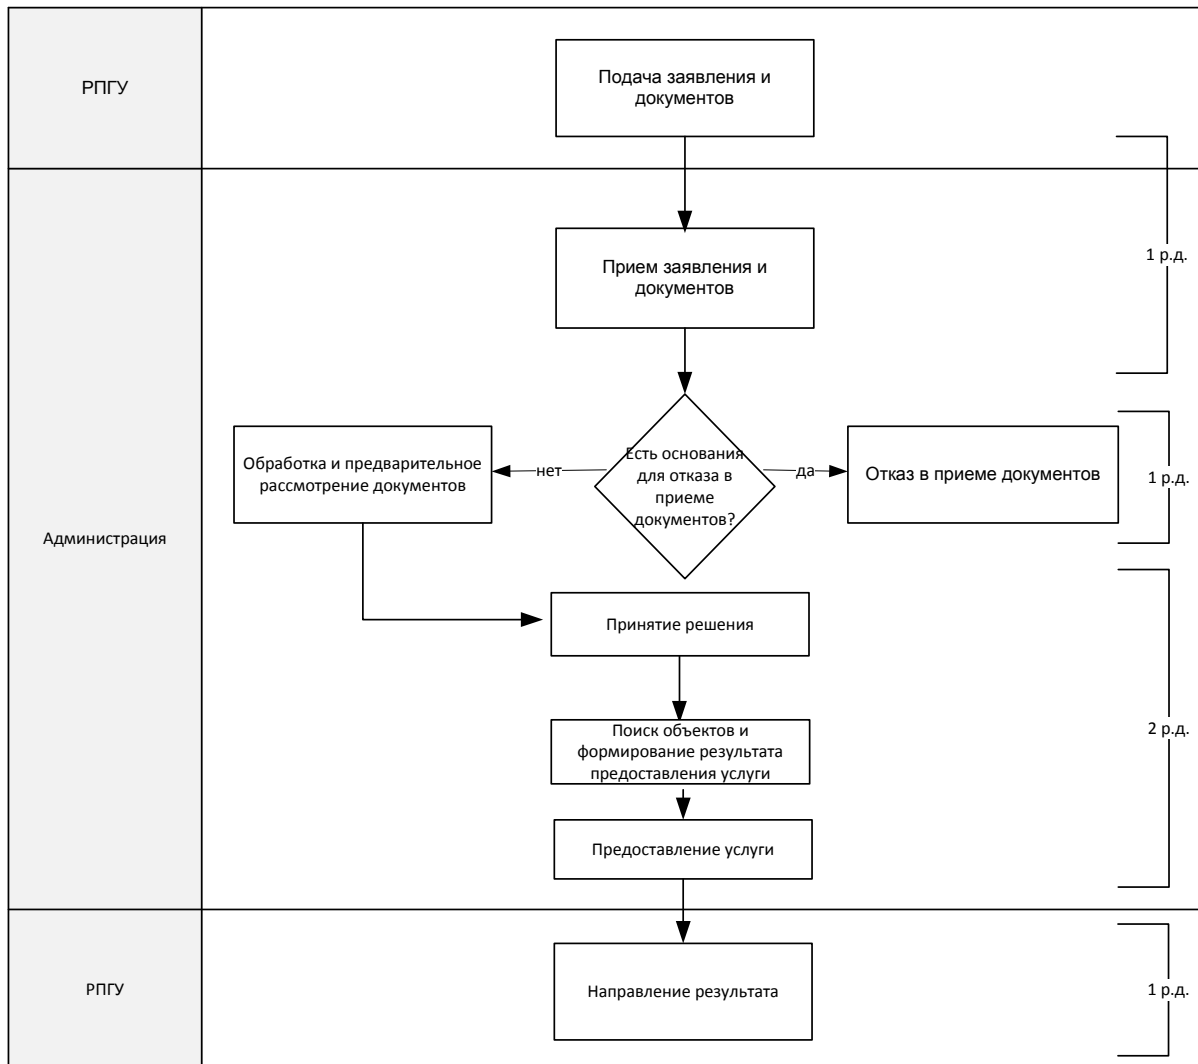 РПГУ
Подача заявления и
документов
Прием заявления и
документов
1 р.д.
Есть основания
для отказа в
приеме
документов?
нет
да
Обработка и предварительное
рассмотрение документов
Отказ в приеме документов
1 р.д.
Администрация
Принятие решения
Поиск объектов и
формирование результата
предоставления услуги
2 р.д.
Предоставление услуги
РПГУ
Направление результата
1 р.д.